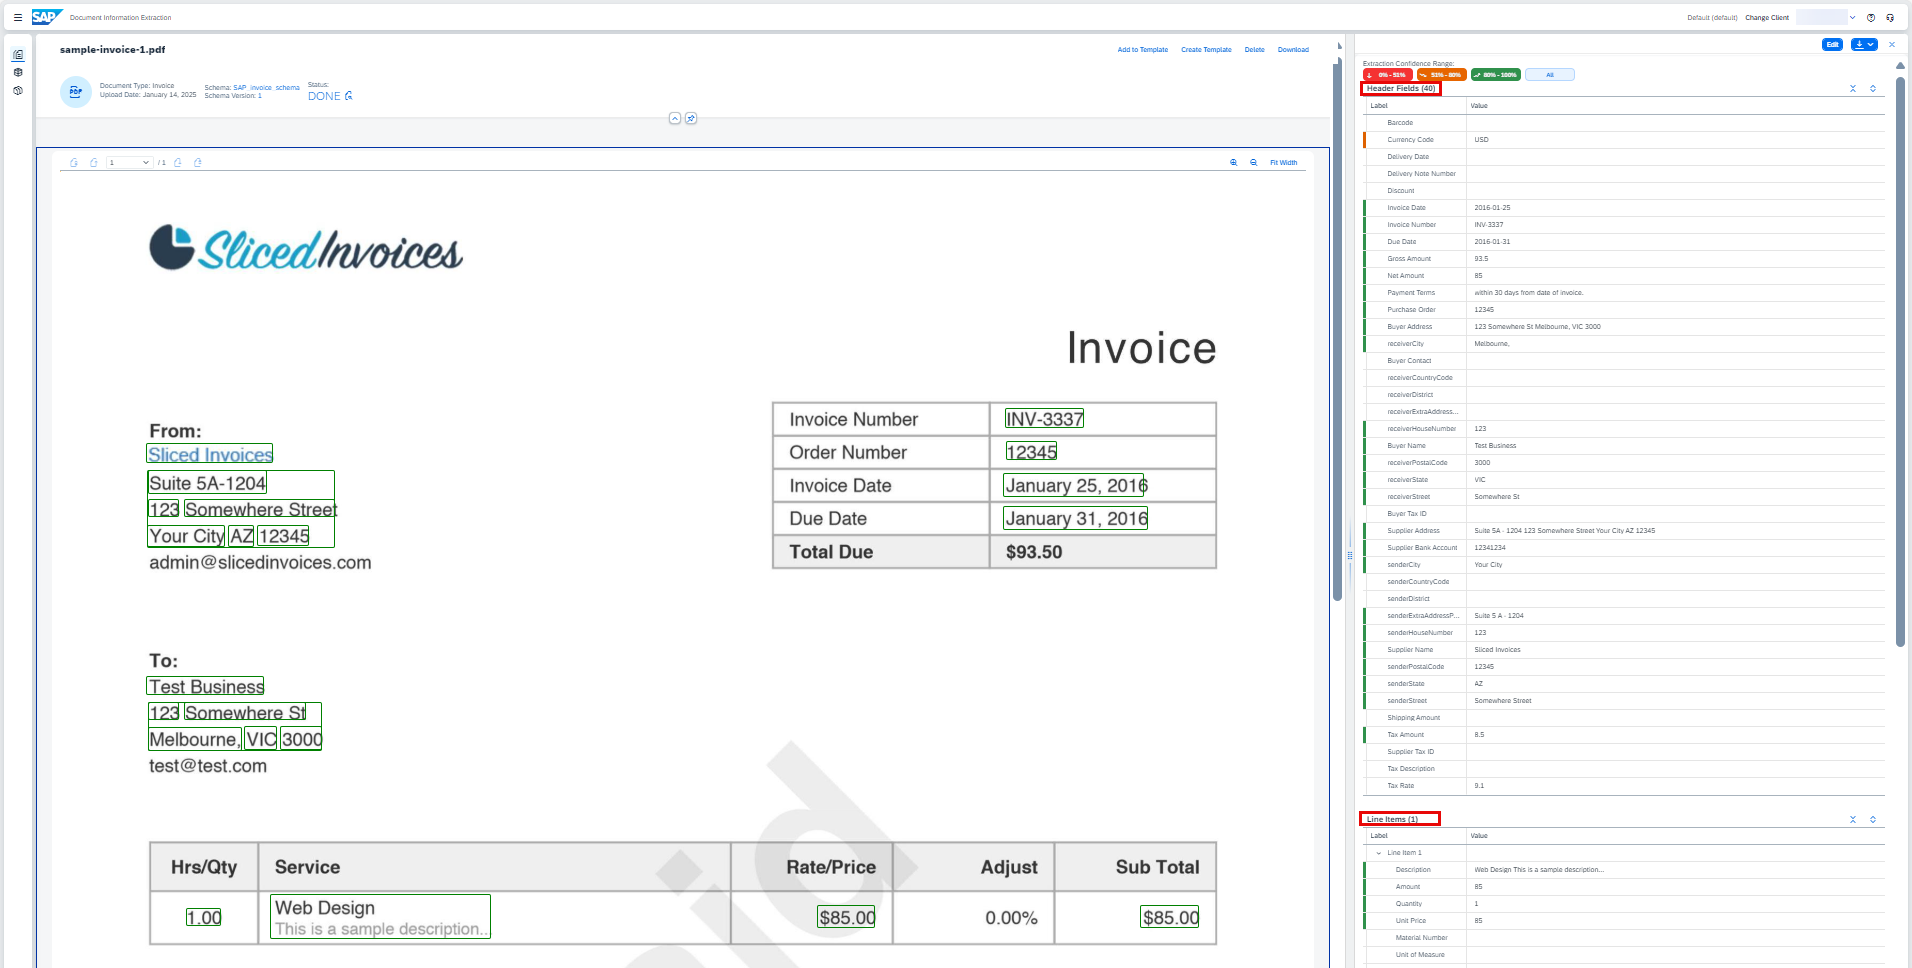 SAP Document Information Extraction
Default (default) Change Client
sample-invoice-1.pdf
Add to Template Create Template Delete Download
PDF
Document Type: Invoice
Upload Date: January 14, 2025
Schema: SAP_invoice_schema
Schema Version: 1
Status:
DONE
1 / 1
Fit Width
SlicedInvoices
Invoice
From:
Sliced Invoices
Suite 5A-1204
123 Somewhere Street
Your City AZ 12345
admin@slicedinvoices.com
Invoice Number INV-3337
Order Number 12345
Invoice Date January 25, 2016
Due Date January 31, 2016
Total Due $93.50
To:
Test Business
123 Somewhere St
Melbourne, VIC 3000
test@test.com
Hrs/Qty Service Rate/Price Adjust Sub Total
1.00 Web Design $85.00 0.00% $85.00
This is a sample description..
Edit
Extraction Confidence Range:
0% - 51% 51% - 80% 80% - 100% All
Header Fields (40)
Label Value
Barcode
Currency Code USD
Delivery Date
Delivery Note Number
Discount
Invoice Date 2016-01-25
Invoice Number INV-3337
Due Date 2016-01-31
Gross Amount 93.5
Net Amount 85
Payment Terms within 30 days from date of invoice.
Purchase Order 12345
Buyer Address 123 Somewhere St Melbourne, VIC 3000
receiverCity Melbourne,
Buyer Contact
receiverCountryCode
receiverDistrict
receiverExtraAddress...
receiverHouseNumber 123
Buyer Name Test Business
receiverPostalCode 3000
receiverState VIC
receiverStreet Somewhere St
Buyer Tax ID
Supplier Address Suite 5A - 1204 123 Somewhere Street Your City AZ 12345
Supplier Bank Account 12341234
senderCity Your City
senderCountryCode
senderDistrict
senderExtraAddressP... Suite 5 A - 1204
senderHouseNumber 123
Supplier Name Sliced Invoices
senderPostalCode 12345
senderState AZ
senderStreet Somewhere Street
Shipping Amount
Tax Amount 8.5
Supplier Tax ID
Tax Description
Tax Rate 9.1
Line Items (1)
Label Value
Line Item 1
Description Web Design This is a sample description...
Amount 85
Quantity 1
Unit Price 85
Material Number
Unit of Measure